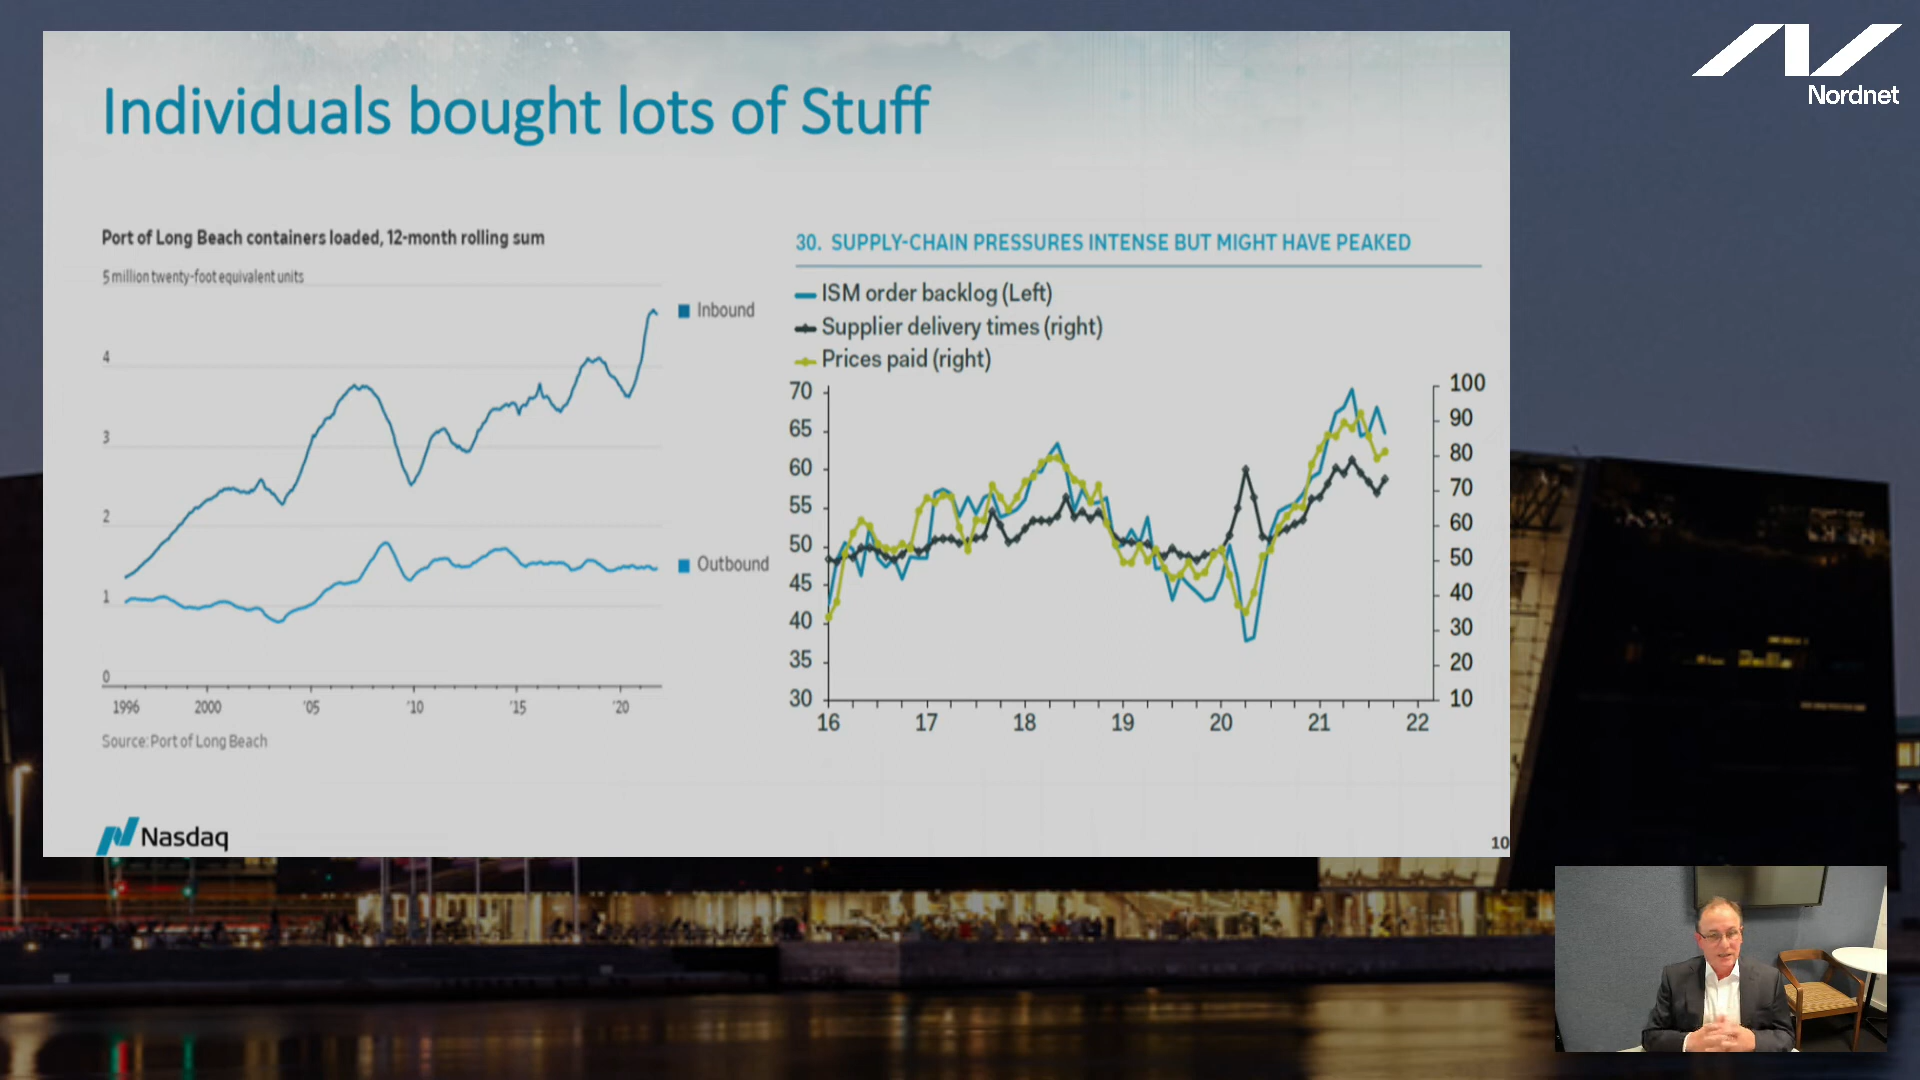 Nordnet
Individuals bought lots of Stuff
Port of Long Beach containers loaded, 12-month rolling sum
5 million twenty-foot equivalent units
4
3
2
1
0
1996 2000 '05 '10 '15 '20
Inbound
Outbound
Source: Port of Long Beach
30. SUPPLY-CHAIN PRESSURES INTENSE BUT MIGHT HAVE PEAKED
ISM order backlog (Left)
Supplier delivery times (right)
Prices paid (right)
70
65
60
55
50
45
40
35
30
100
90
80
70
60
50
40
30
20
10
16 17 18 19 20 21 22
Nasdaq
10